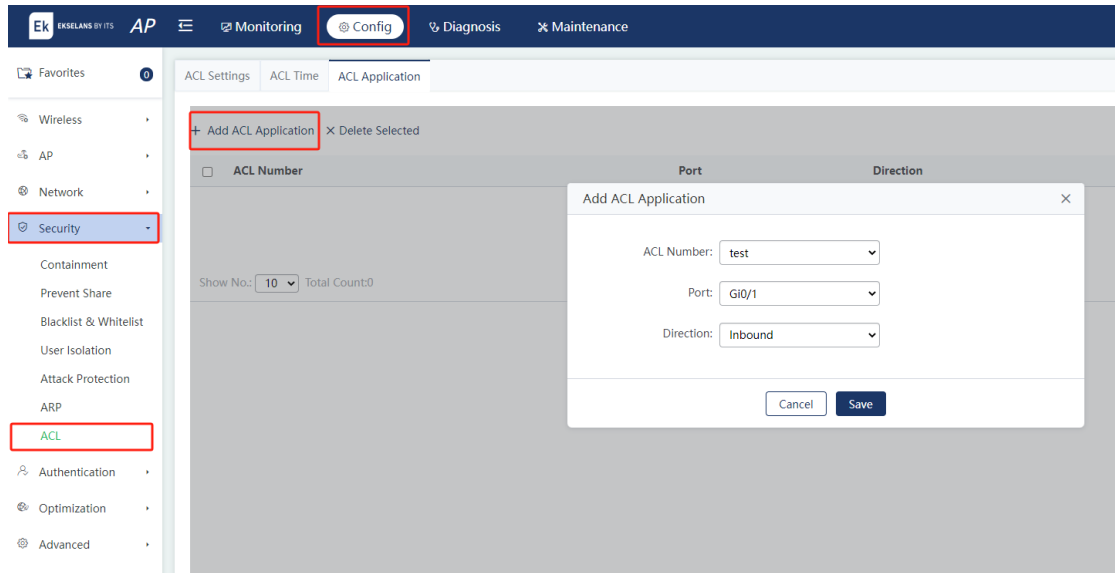 Ek EKSELANS BY ITS AP Monitoring Config Diagnosis Maintenance
Favorites 0
ACL Settings ACL Time ACL Application
Wireless
+ Add ACL Application × Delete Selected
AP
ACL Number Port Direction
Network
Add ACL Application ×
Security
ACL Number: test
Containment
Show No.: 10 Total Count:0
Prevent Share
Port: Gi0/1
Blacklist & Whitelist
Direction: Inbound
User Isolation
Attack Protection
Cancel Save
ARP
ACL
Authentication
Optimization
Advanced